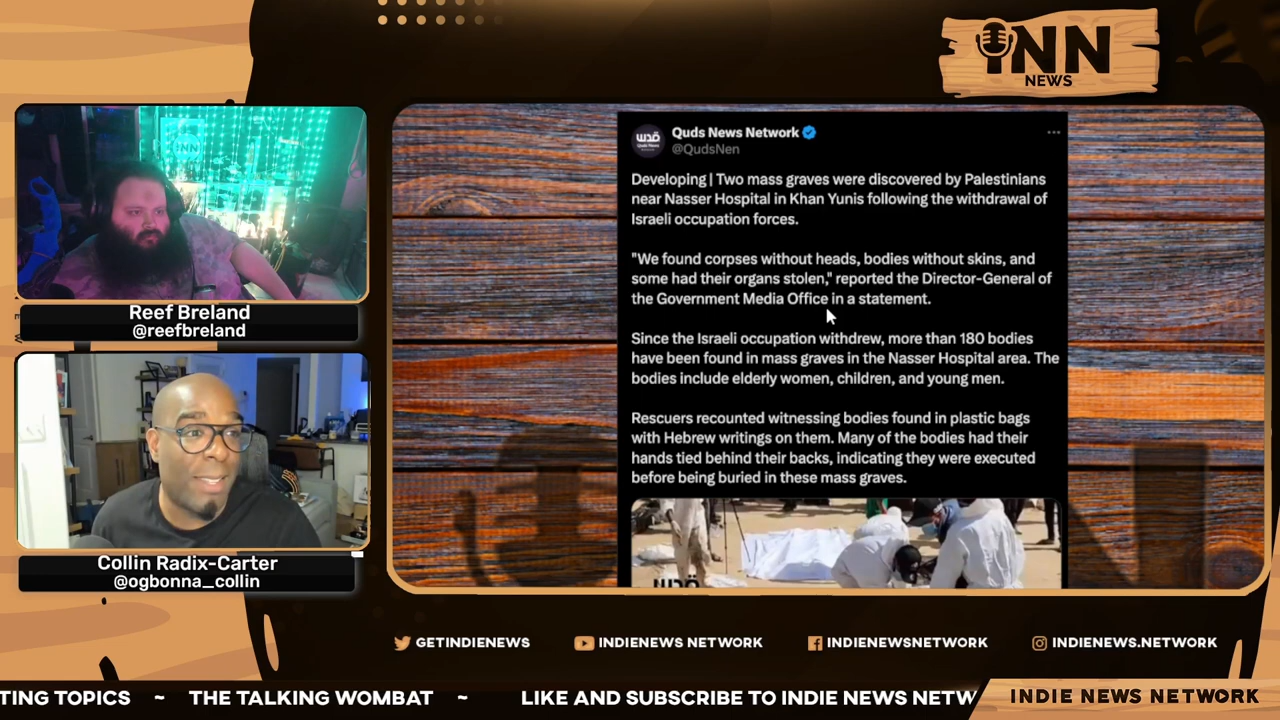 INN
NEWS
INN
Reef Breland
@reefbreland
Collin Radix-Carter
@ogbonna_collin
قدس
Quds News
Quds News Network
@QudsNen
Developing | Two mass graves were discovered by Palestinians
near Nasser Hospital in Khan Yunis following the withdrawal of
Israeli occupation forces.
"We found corpses without heads, bodies without skins, and
some had their organs stolen," reported the Director-General of
the Government Media Office in a statement.
Since the Israeli occupation withdrew, more than 180 bodies
have been found in mass graves in the Nasser Hospital area. The
bodies include elderly women, children, and young men.
Rescuers recounted witnessing bodies found in plastic bags
with Hebrew writings on them. Many of the bodies had their
hands tied behind their backs, indicating they were executed
before being buried in these mass graves.
قدس
GETINDIENEWS
INDIENEWS NETWORK
INDIENEWSNETWORK
INDIENEWS.NETWORK
TING TOPICS ~ THE TALKING WOMBAT ~ LIKE AND SUBSCRIBE TO INDIE NEWS NETW
INDIE NEWS NETWORK